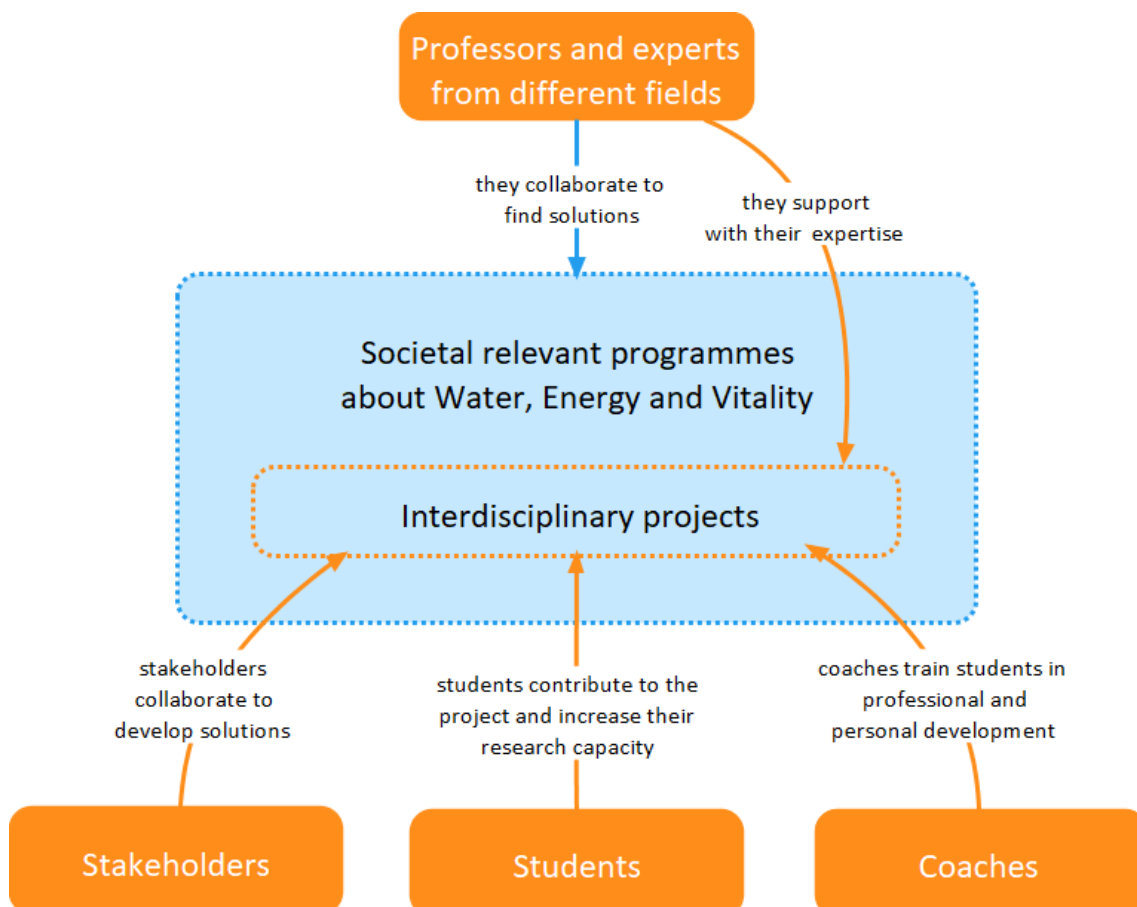 Professors and experts
from different fields
they collaborate to
find solutions
they support
with their expertise
Societal relevant programmes
about Water, Energy and Vitality
Interdisciplinary projects
stakeholders
collaborate to
develop solutions
students contribute to the
project and increase their
research capacity
coaches train students in
professional and
personal development
Stakeholders
Students
Coaches